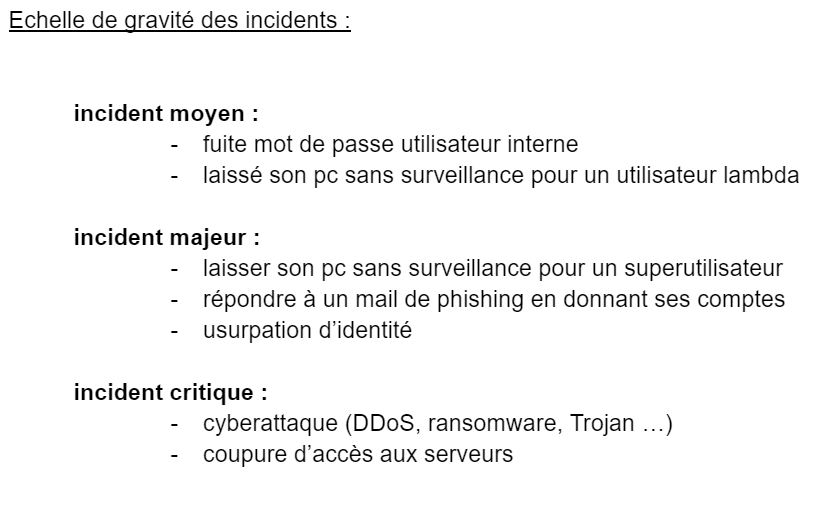 Echelle de gravité des incidents :
incident moyen :
- fuite mot de passe utilisateur interne
- laissé son pc sans surveillance pour un utilisateur lambda
incident majeur :
- laisser son pc sans surveillance pour un superutilisateur
- répondre à un mail de phishing en donnant ses comptes
- usurpation d’identité
incident critique :
- cyberattaque (DDoS, ransomware, Trojan …)
- coupure d’accès aux serveurs